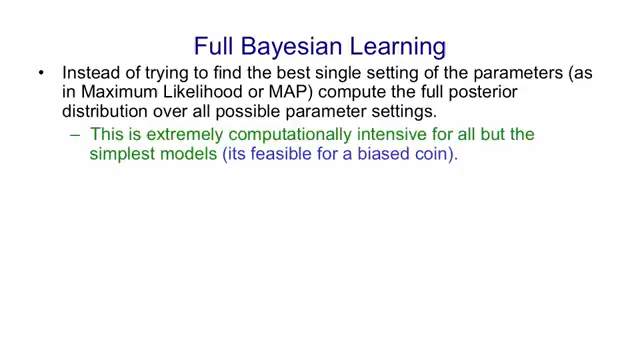 Full Bayesian Learning
• Instead of trying to find the best single setting of the parameters (as
in Maximum Likelihood or MAP) compute the full posterior
distribution over all possible parameter settings.
– This is extremely computationally intensive for all but the
simplest models (its feasible for a biased coin).